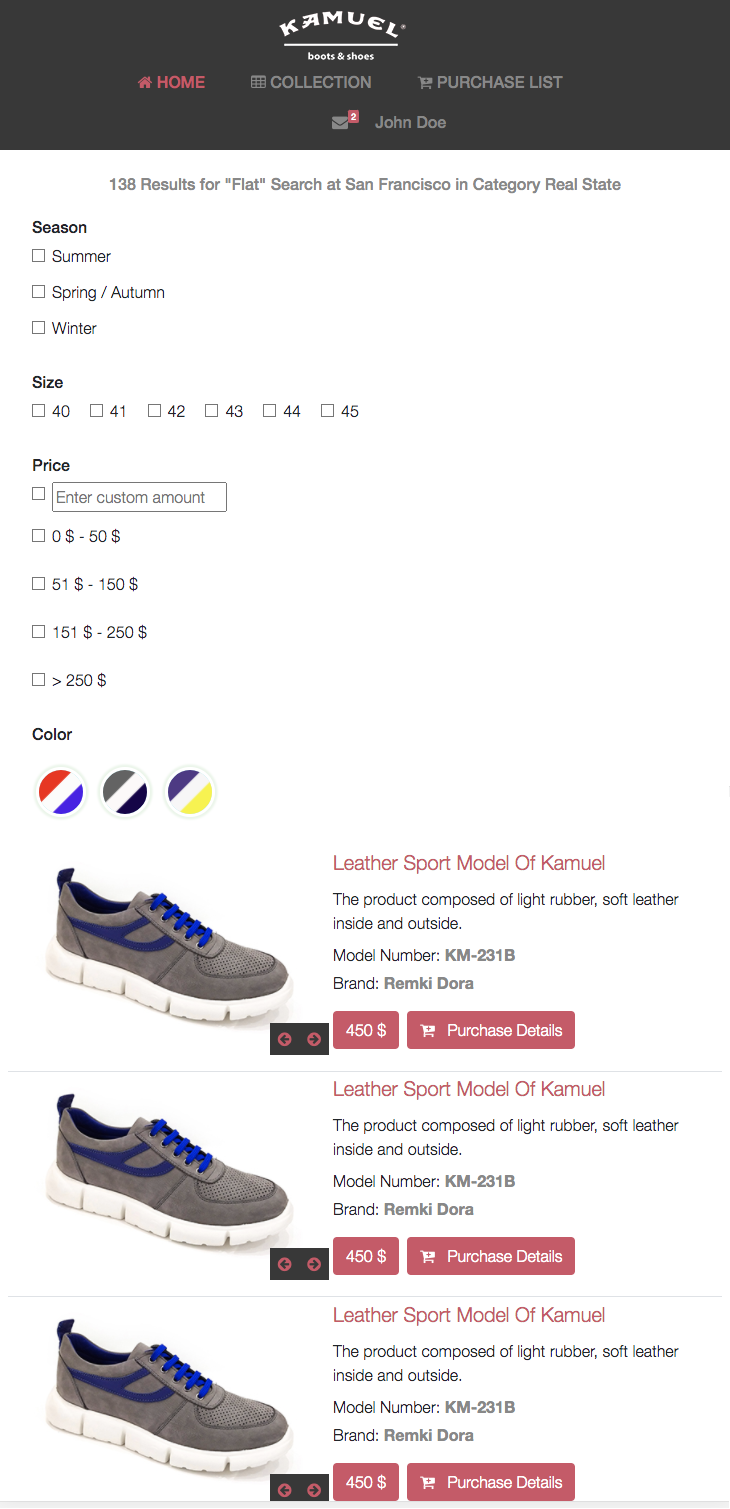 KAMUEL®
boots & shoes
HOME COLLECTION PURCHASE LIST
2 John Doe
138 Results for "Flat" Search at San Francisco in Category Real State
Season
Summer
Spring / Autumn
Winter
Size
40 41 42 43 44 45
Price
Enter custom amount
0 $ - 50 $
51 $ - 150 $
151 $ - 250 $
> 250 $
Color
Leather Sport Model Of Kamuel
The product composed of light rubber, soft leather
inside and outside.
Model Number: KM-231B
Brand: Remki Dora
450 $ Purchase Details
Leather Sport Model Of Kamuel
The product composed of light rubber, soft leather
inside and outside.
Model Number: KM-231B
Brand: Remki Dora
450 $ Purchase Details
Leather Sport Model Of Kamuel
The product composed of light rubber, soft leather
inside and outside.
Model Number: KM-231B
Brand: Remki Dora
450 $ Purchase Details